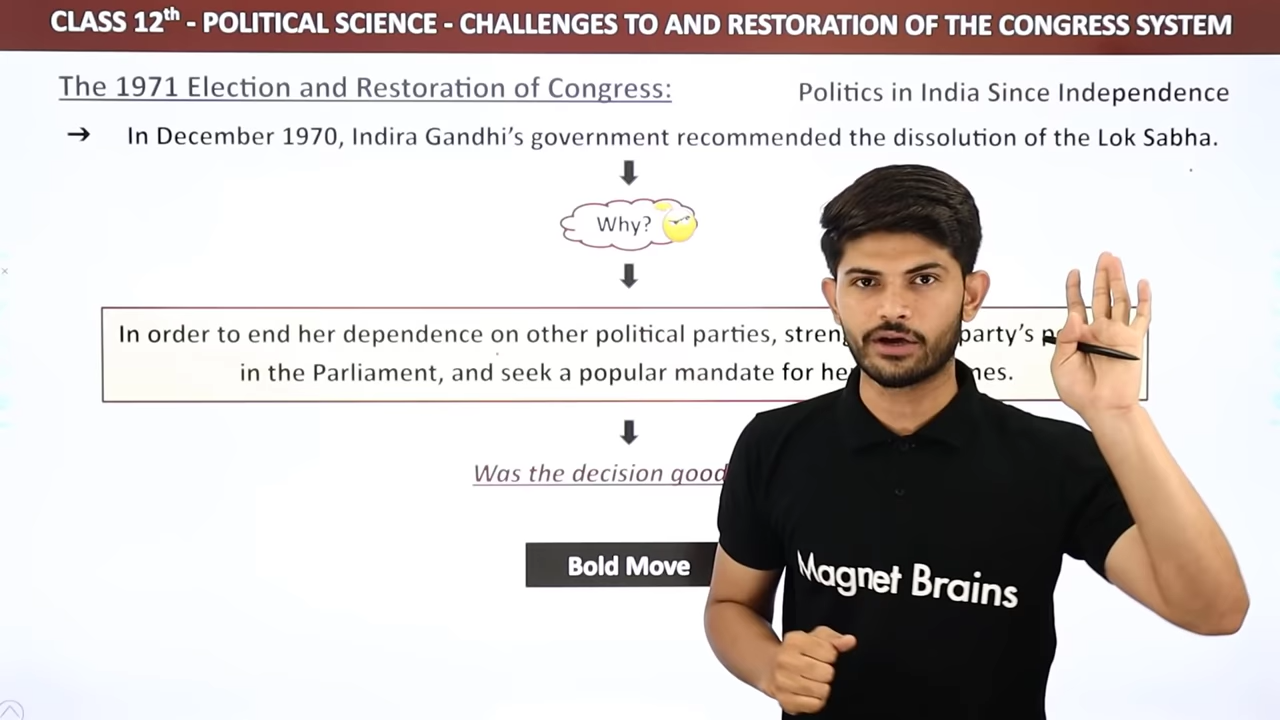 CLASS 12th - POLITICAL SCIENCE - CHALLENGES TO AND RESTORATION OF THE CONGRESS SYSTEM
The 1971 Election and Restoration of Congress:
Politics in India Since Independence
→ In December 1970, Indira Gandhi's government recommended the dissolution of the Lok Sabha.
Why?
In order to end her dependence on other political parties, party's
in the Parliament, and seek a popular mandate for
Was the decision good
Bold Move
Magnet Brains